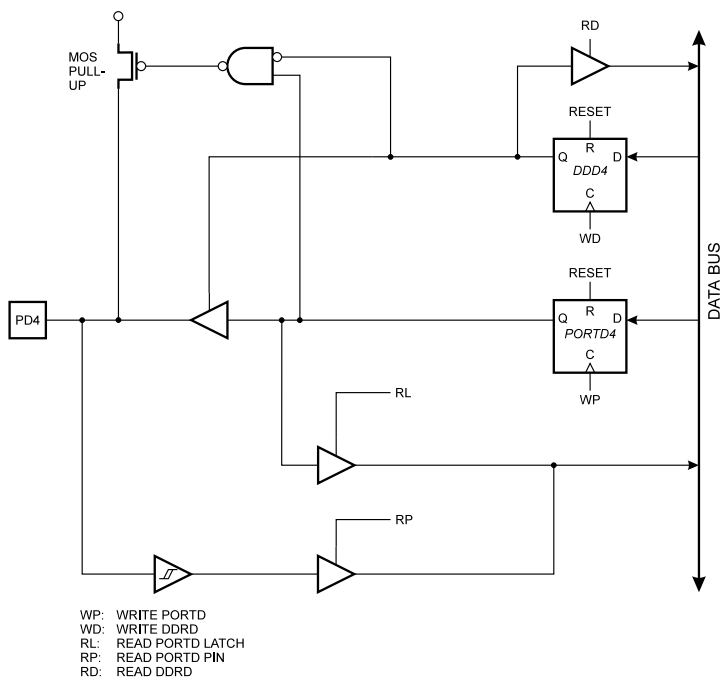 RD
MOS
PULL-
UP
RESET
R
Q
D
DDD4
C
WD
DATA BUS
RESET
R
Q
D
PD4
PORTD4
C
WP
RL
RP
WP: WRITE PORTD
WD: WRITE DDRD
RL: READ PORTD LATCH
RP: READ PORTD PIN
RD: READ DDRD